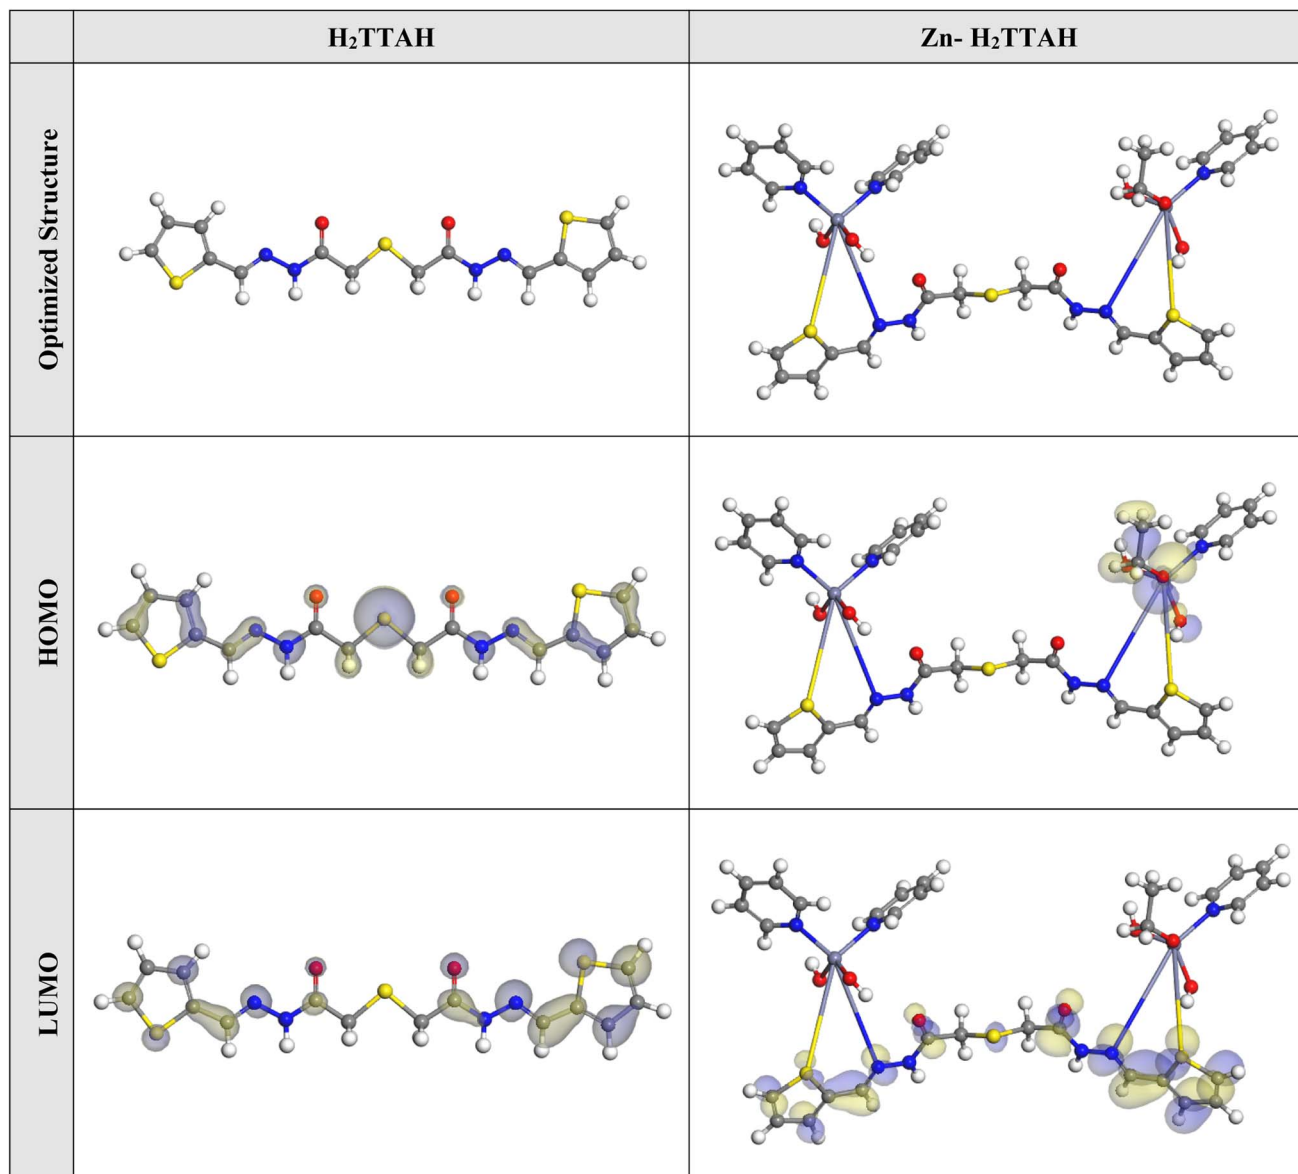 H₂TTAH
Zn- H₂TTAH
Optimized Structure
HOMO
LUMO